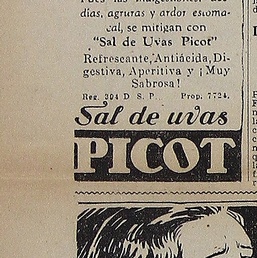 días, agruras y ardor estoma-
cal, se mitigan con
"Sal de Uvas Picot"
Refrescante, Antiácida, Di-
gestiva, Aperitiva y ¡Muy
Sabrosa!
Reg. 304 D. S. P. Prop. 7724.
Sal de uvas
PICOT